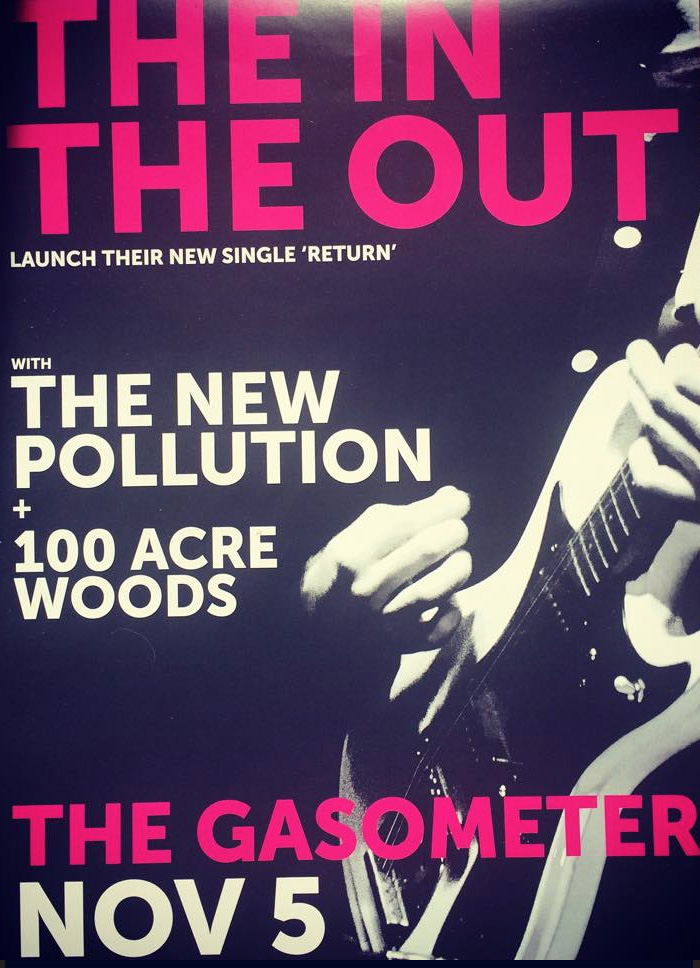 THE IN
THE OUT
LAUNCH THEIR NEW SINGLE 'RETURN'
WITH
THE NEW
POLLUTION
+
100 ACRE
WOODS
THE GASOMETER
NOV 5